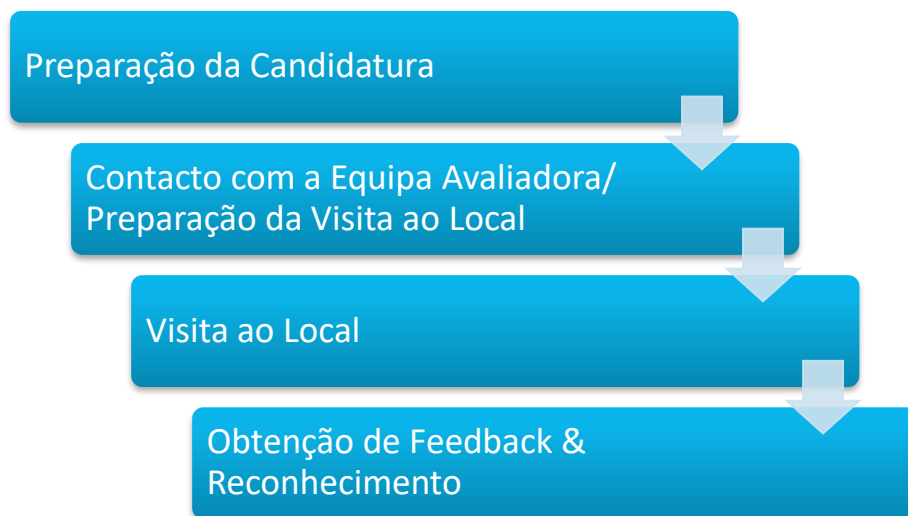 Preparação da Candidatura
Contacto com a Equipa Avaliadora/
Preparação da Visita ao Local
Visita ao Local
Obtenção de Feedback &
Reconhecimento